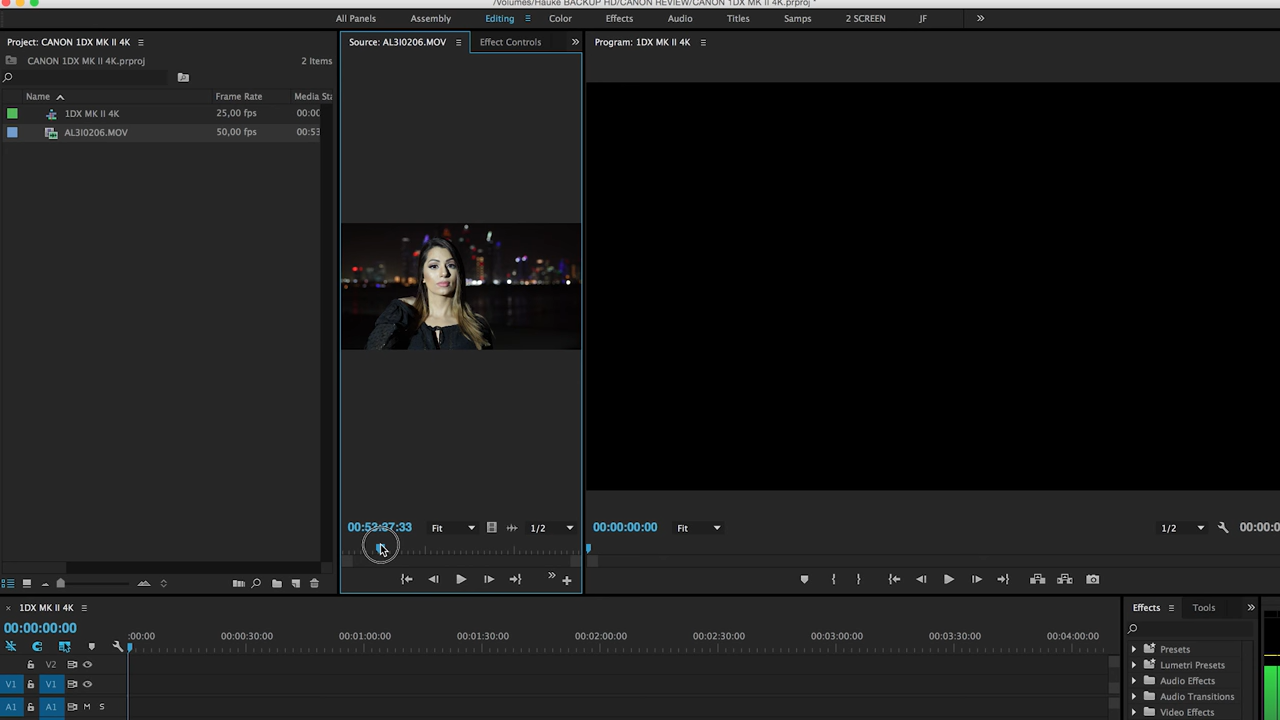 /Volumes/Hauke BACKUP HD/CANON REVIEW/CANON 1DX MK II 4K.prproj *
All Panels Assembly Editing Color Effects Audio Titles Samps 2 SCREEN JF
Project: CANON 1DX MK II 4K
Source: AL3I0206.MOV Effect Controls
Program: 1DX MK II 4K
CANON 1DX MK II 4K.prproj 2 Items
Name Frame Rate Media Sta
1DX MK II 4K 25,00 fps 00:00
AL3I0206.MOV 50,00 fps 00:53
00:53:37:33 Fit 1/2
00:00:00:00 Fit 1/2 00:00:0
1DX MK II 4K
Effects Tools
00:00:00:00
:00:00 00:00:30:00 00:01:00:00 00:01:30:00 00:02:00:00 00:02:30:00 00:03:00:00 00:03:30:00 00:04:00:00
Presets
V2
Lumetri Presets
V1 V1
Audio Effects
Audio Transitions
A1 A1 M S
Video Effects